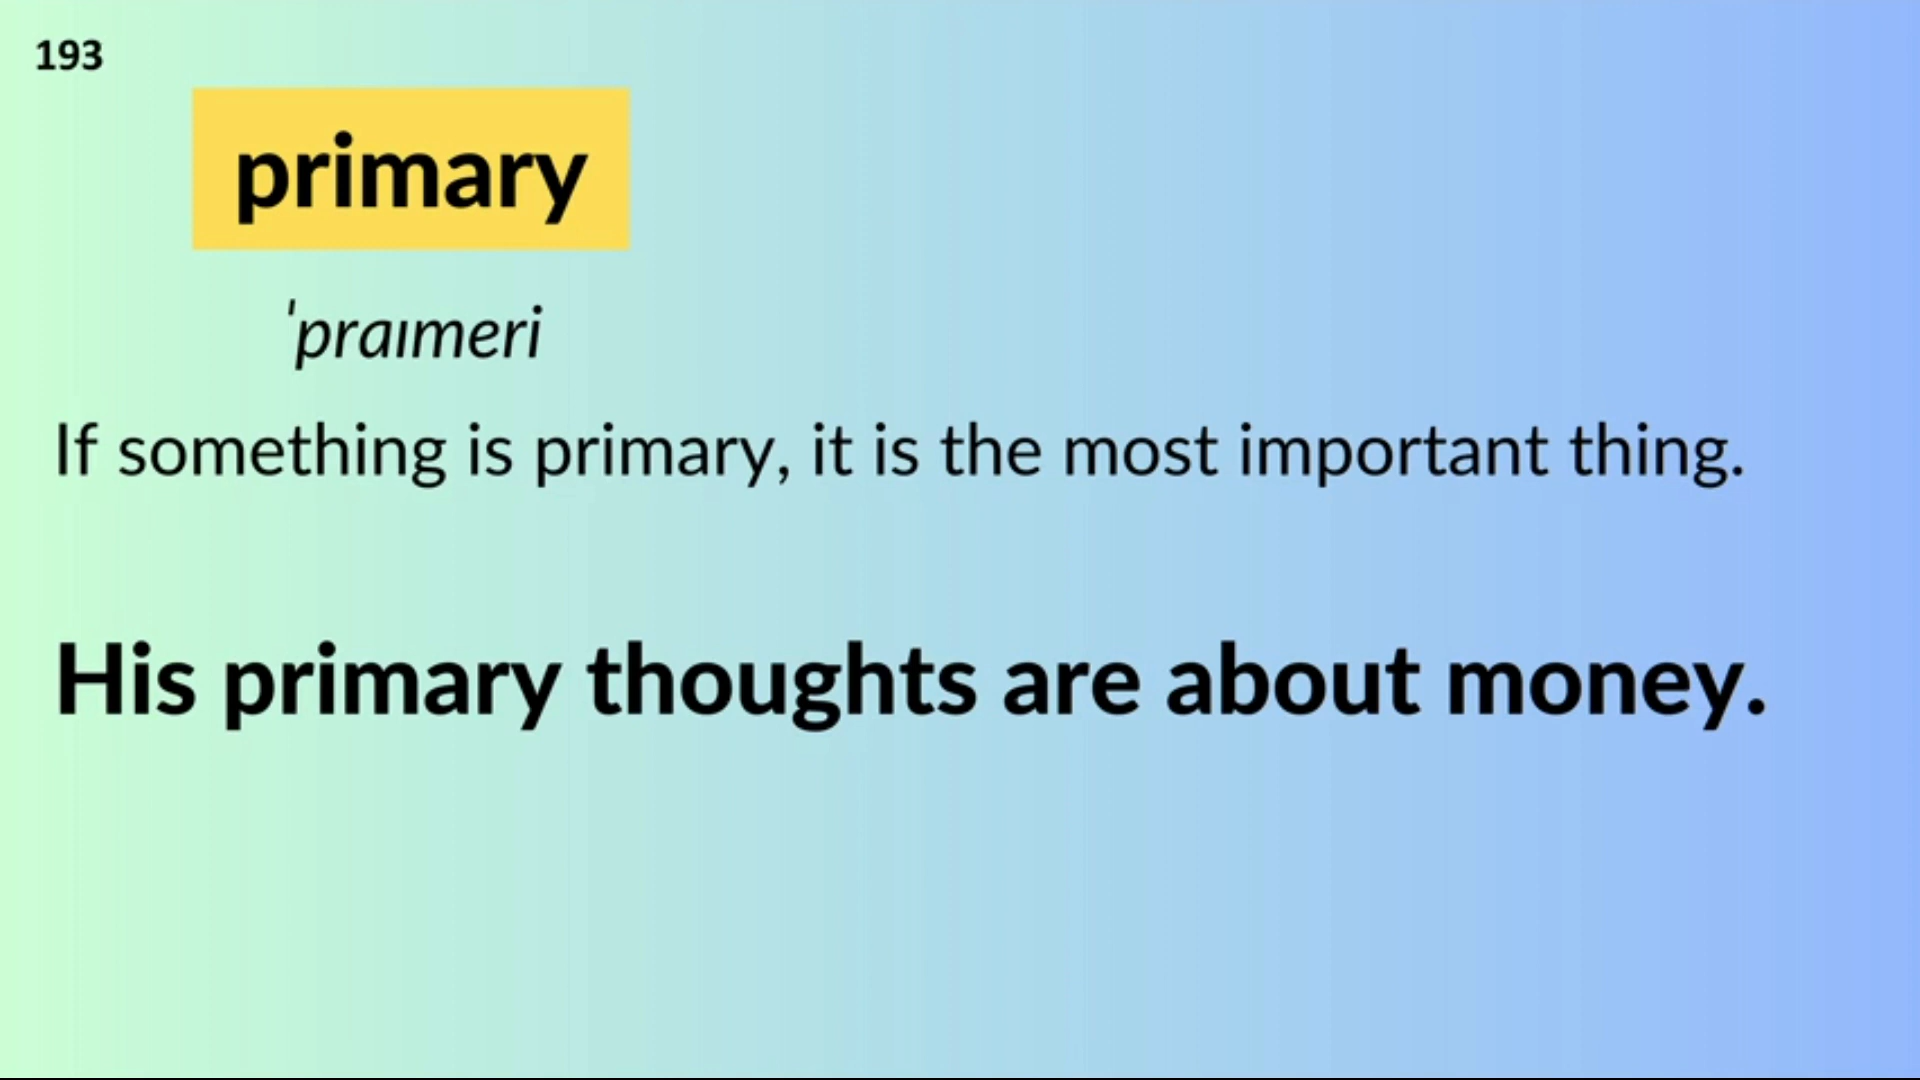 193
primary
ˈpraɪmeri
If something is primary, it is the most important thing.
His primary thoughts are about money.